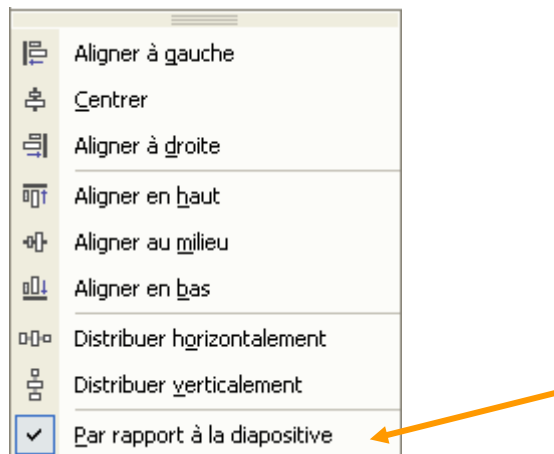 Aligner à gauche
Centrer
Aligner à droite
Aligner en haut
Aligner au milieu
Aligner en bas
Distribuer horizontalement
Distribuer verticalement
Par rapport à la diapositive